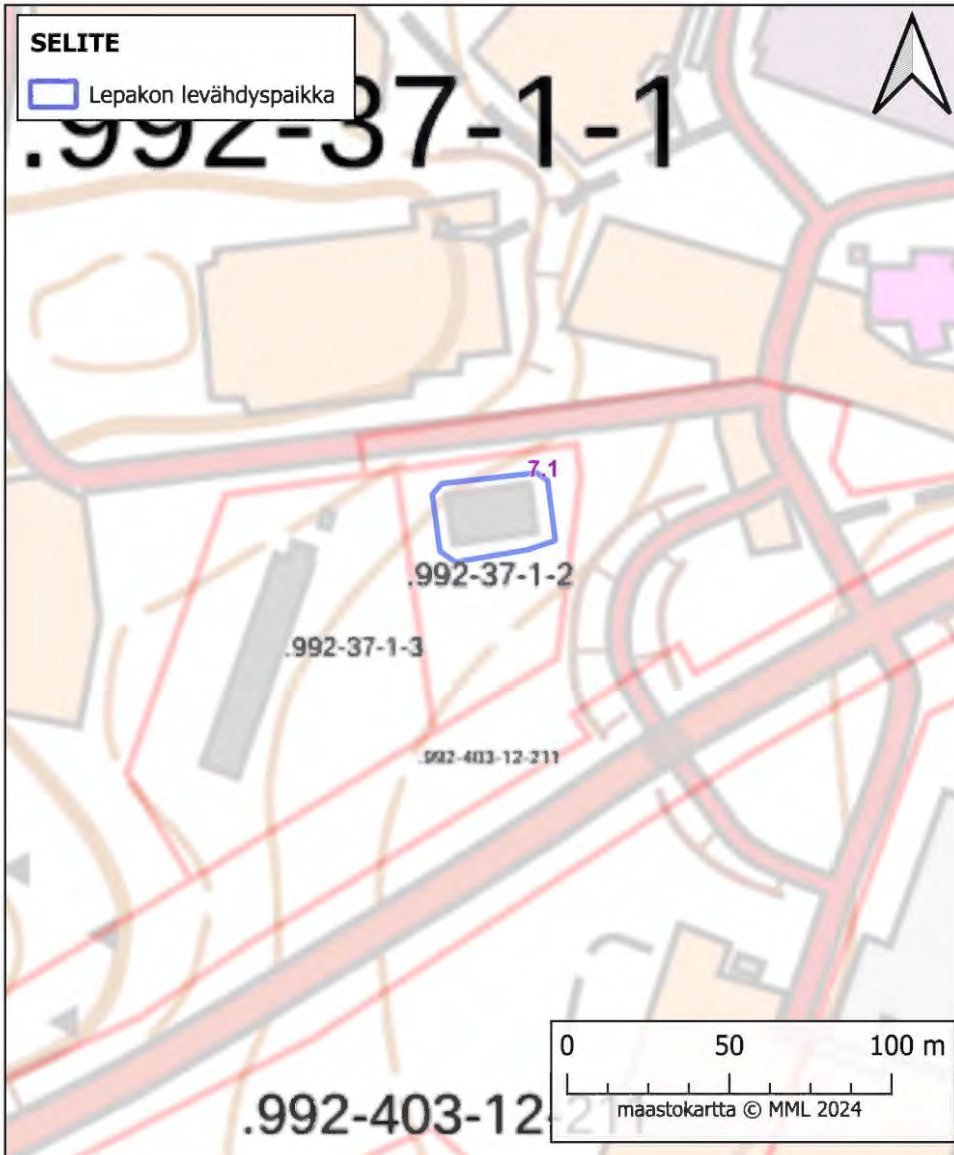 SELITE
Lepakon levähdyspaikka
.992-37-1-1
7.1
.992-37-1-2
.992-37-1-3
.992-403-12-211
0 50 100 m
maastokartta © MML 2024
.992-403-12-211